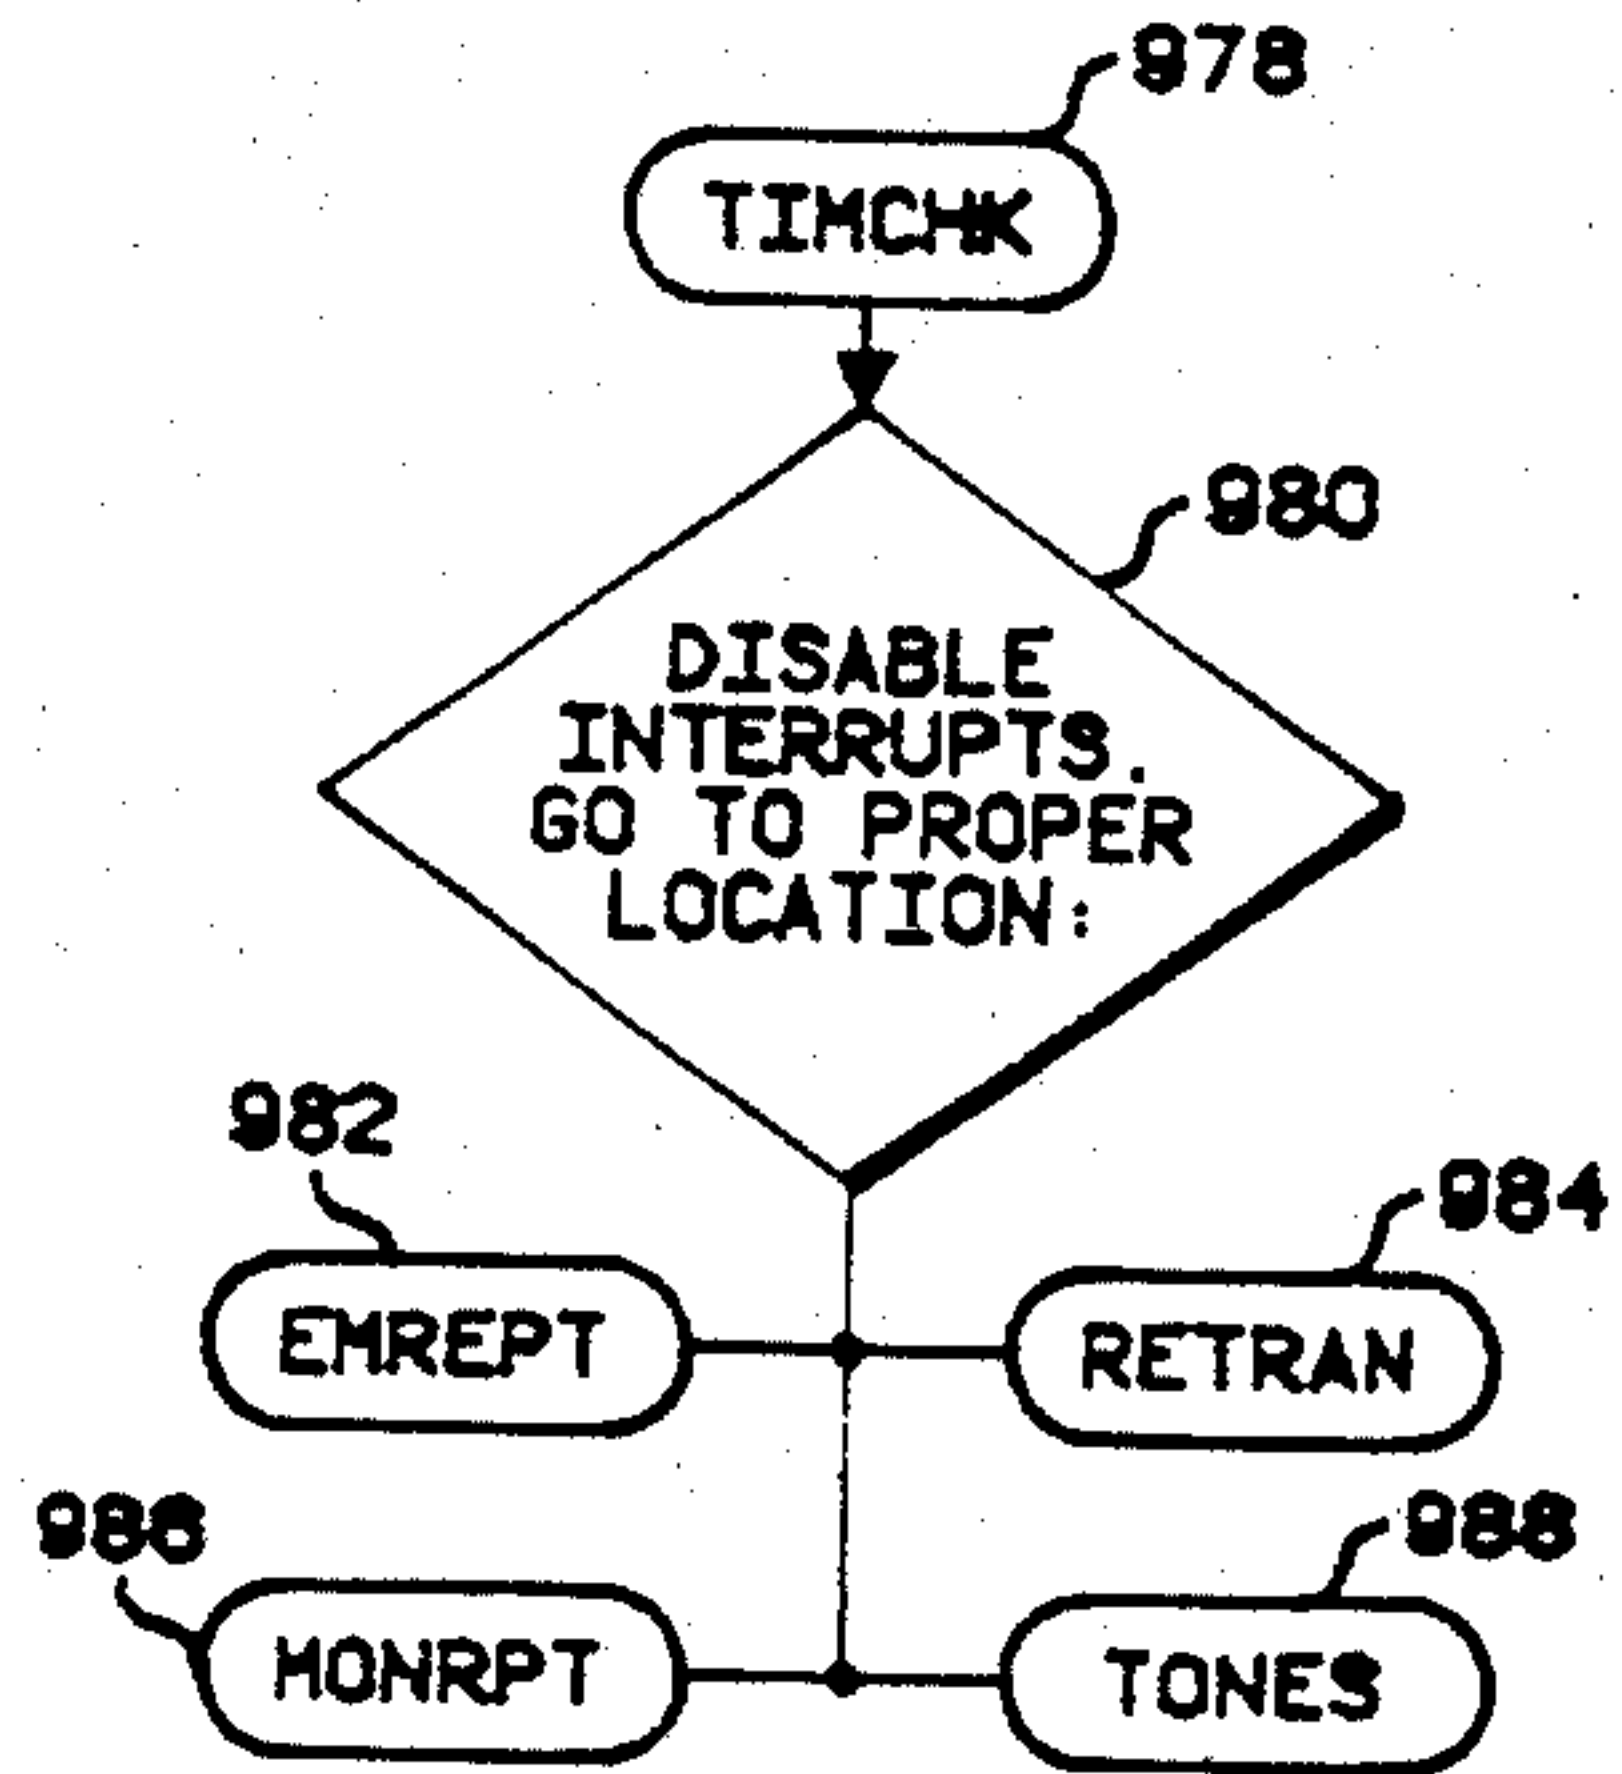 978
TIMCHK
980
DISABLE
INTERRUPTS.
GO TO PROPER
LOCATION:
982
984
EMREPT
RETRAN
986
988
MONRPT
TONES